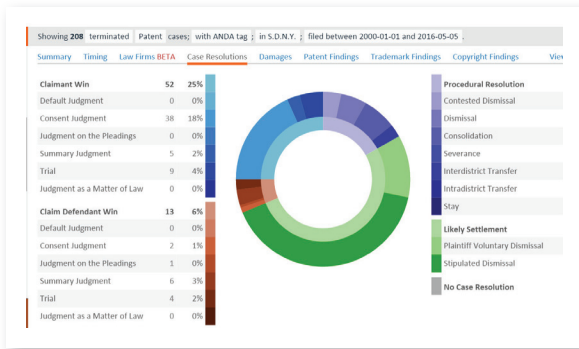 Showing 208 terminated Patent cases; with ANDA tag ; in S.D.N.Y. ; filed between 2000-01-01 and 2016-05-05 .
Summary Timing Law Firms BETA Case Resolutions Damages Patent Findings Trademark Findings Copyright Findings
Claimant Win 52 25%
Default Judgment 0 0%
Consent Judgment 38 18%
Judgment on the Pleadings 0 0%
Summary Judgment 5 2%
Trial 9 4%
Judgment as a Matter of Law 0 0%
Claim Defendant Win 13 6%
Default Judgment 0 0%
Consent Judgment 2 1%
Judgment on the Pleadings 1 0%
Summary Judgment 6 3%
Trial 4 2%
Judgment as a Matter of Law 0 0%
Procedural Resolution
Contested Dismissal
Dismissal
Consolidation
Severance
Interdistrict Transfer
Intradistrict Transfer
Stay
Likely Settlement
Plaintiff Voluntary Dismissal
Stipulated Dismissal
No Case Resolution